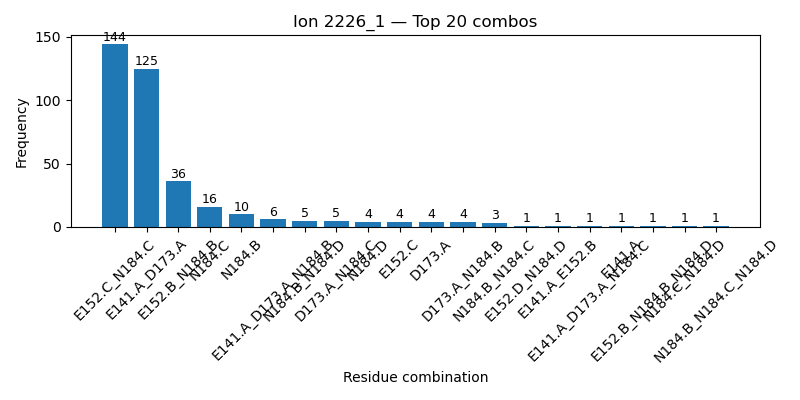 Ion 2226_1 — Top 20 combos
Frequency
150
100
50
0
144
125
36
16
10
6
5
5
4
4
4
4
3
1
1
1
1
1
1
1
E152.C_N184.C
E141.A_D173.A
E152.B_N184.B
N184.C
N184.B
E141.A_D173.A_N184.B
N184.B_N184.D
D173.A_N184.C
N184.D
E152.C
D173.A
D173.A_N184.B
N184.B_N184.C
E152.D_N184.D
E141.A_E152.B
E141.A_D173.A_N184.C
E141.A
E152.B_N184.B_N184.D
N184.C_N184.D
N184.B_N184.C_N184.D
Residue combination